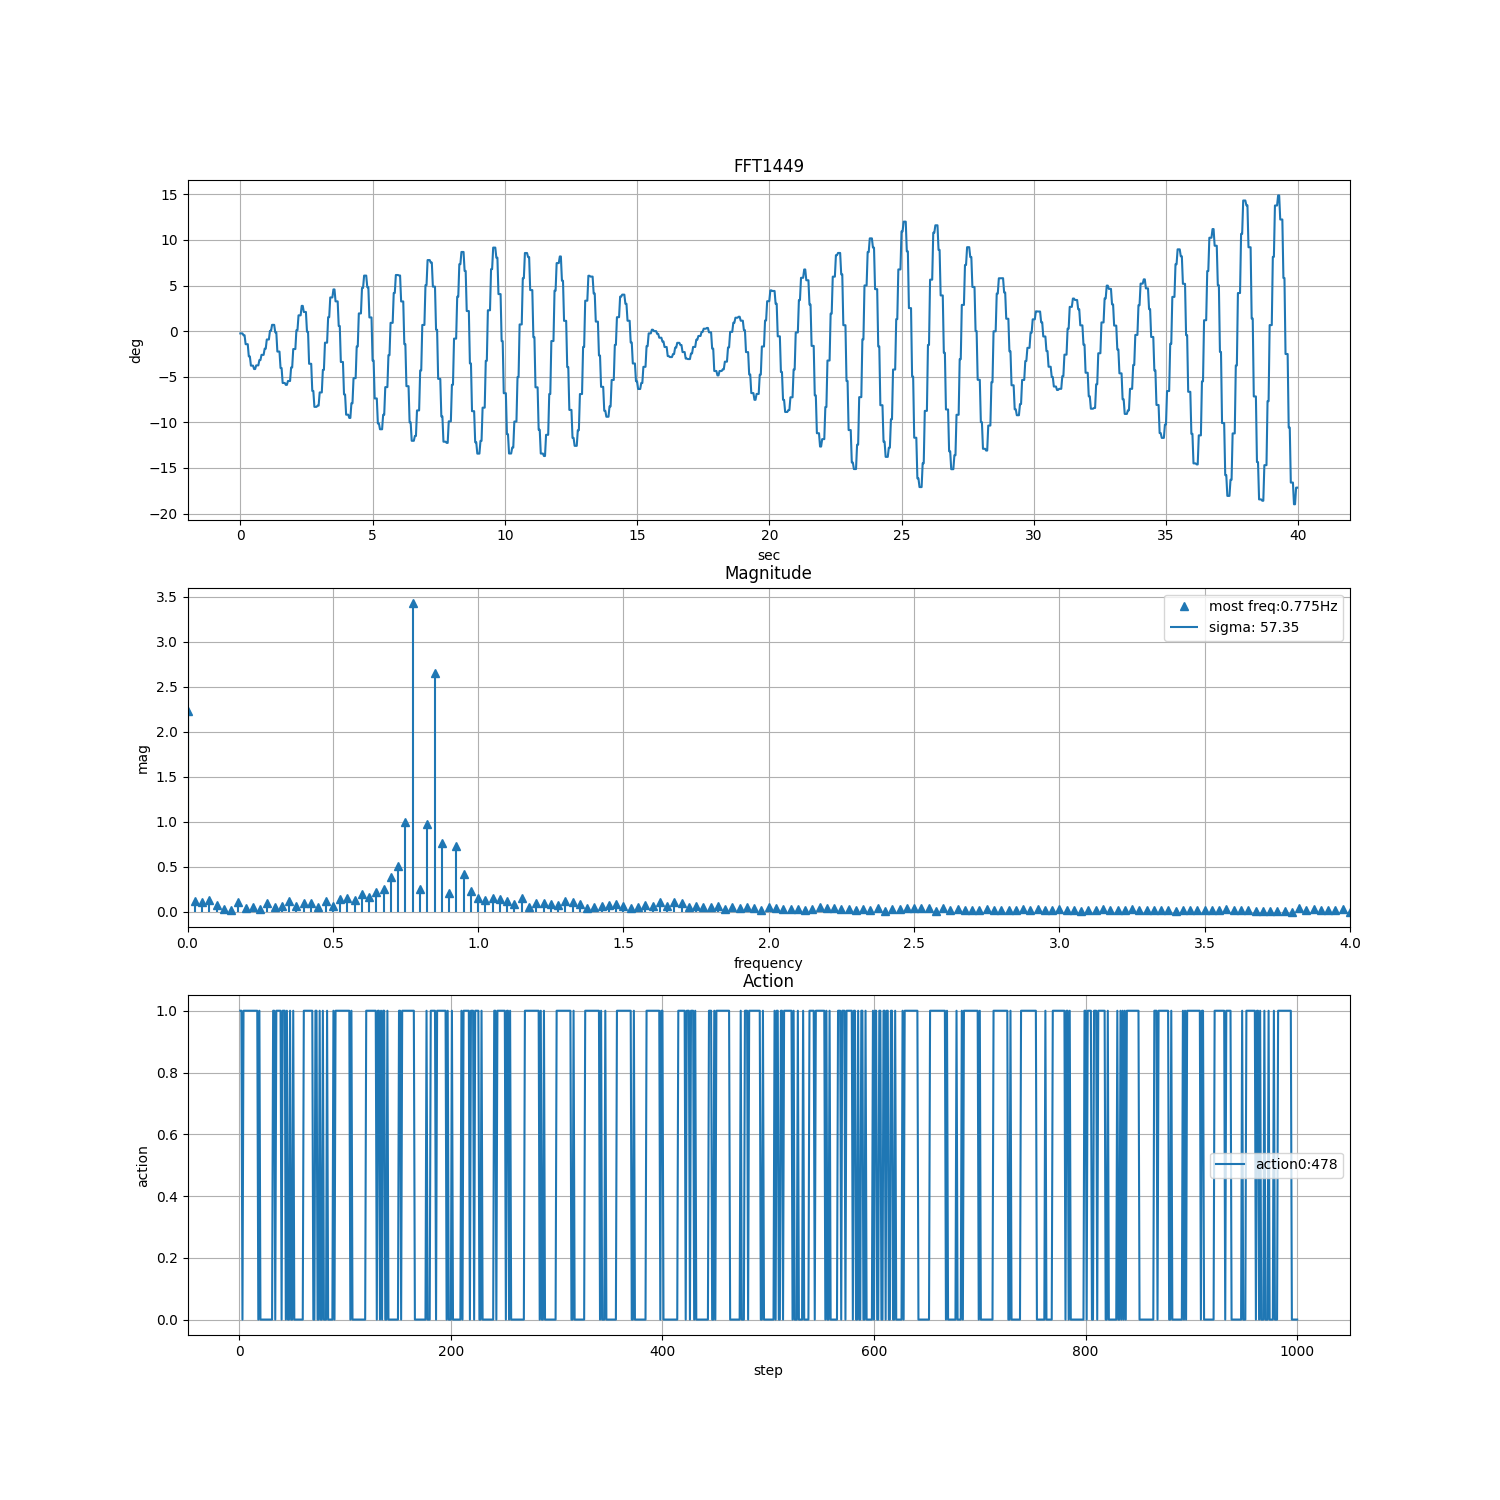 FFT1449
15
10
5
0
−5
−10
−15
−20
deg
0 5 10 15 20 25 30 35 40
sec
Magnitude
3.5
3.0
2.5
2.0
1.5
1.0
0.5
0.0
mag
most freq:0.775Hz
sigma: 57.35
0.0 0.5 1.0 1.5 2.0 2.5 3.0 3.5 4.0
frequency
Action
1.0
0.8
0.6
0.4
0.2
0.0
action
action0:478
0 200 400 600 800 1000
step